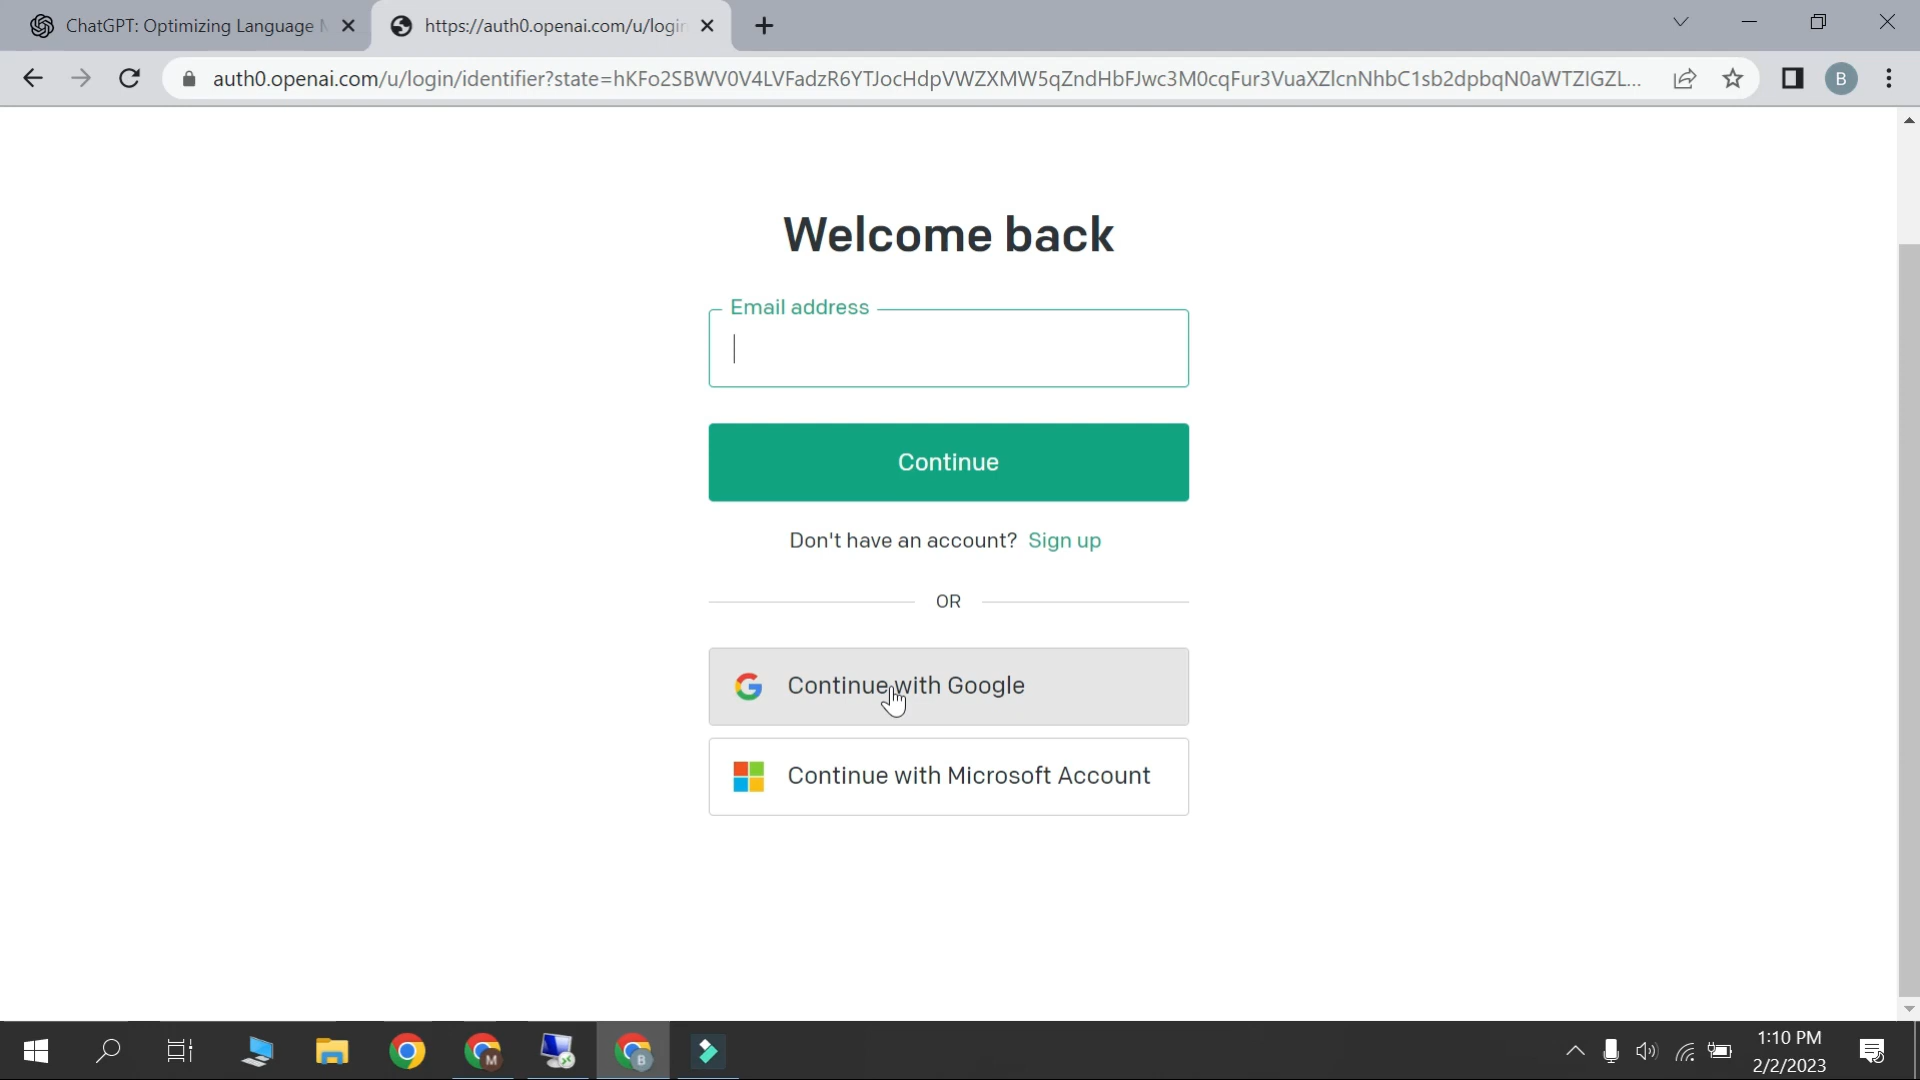 ChatGPT: Optimizing Language
https://auth0.openai.com/u/login
auth0.openai.com/u/login/identifier?state=hKFo2SBWV0V4LVFadzR6YTJocHdpVWZXMW5qZndHbFJwc3M0cqFur3VuaXZlcnNhbC1sb2dpbqN0aWTZIGZL...
B
Welcome back
Email address
Continue
Don't have an account? Sign up
OR
Continue with Google
Continue with Microsoft Account
M
B
1:10 PM
2/2/2023